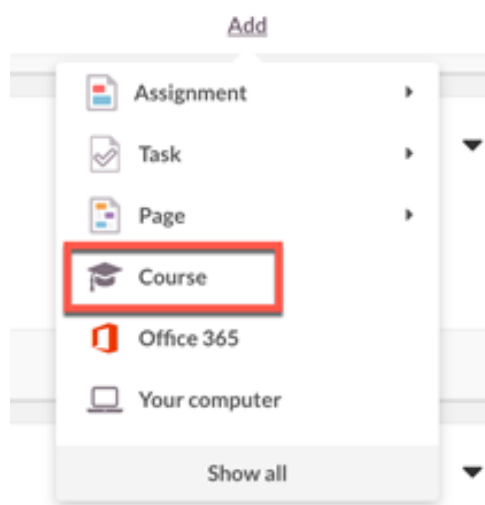 Add
Assignment
Task
Page
Course
Office 365
Your computer
Show all